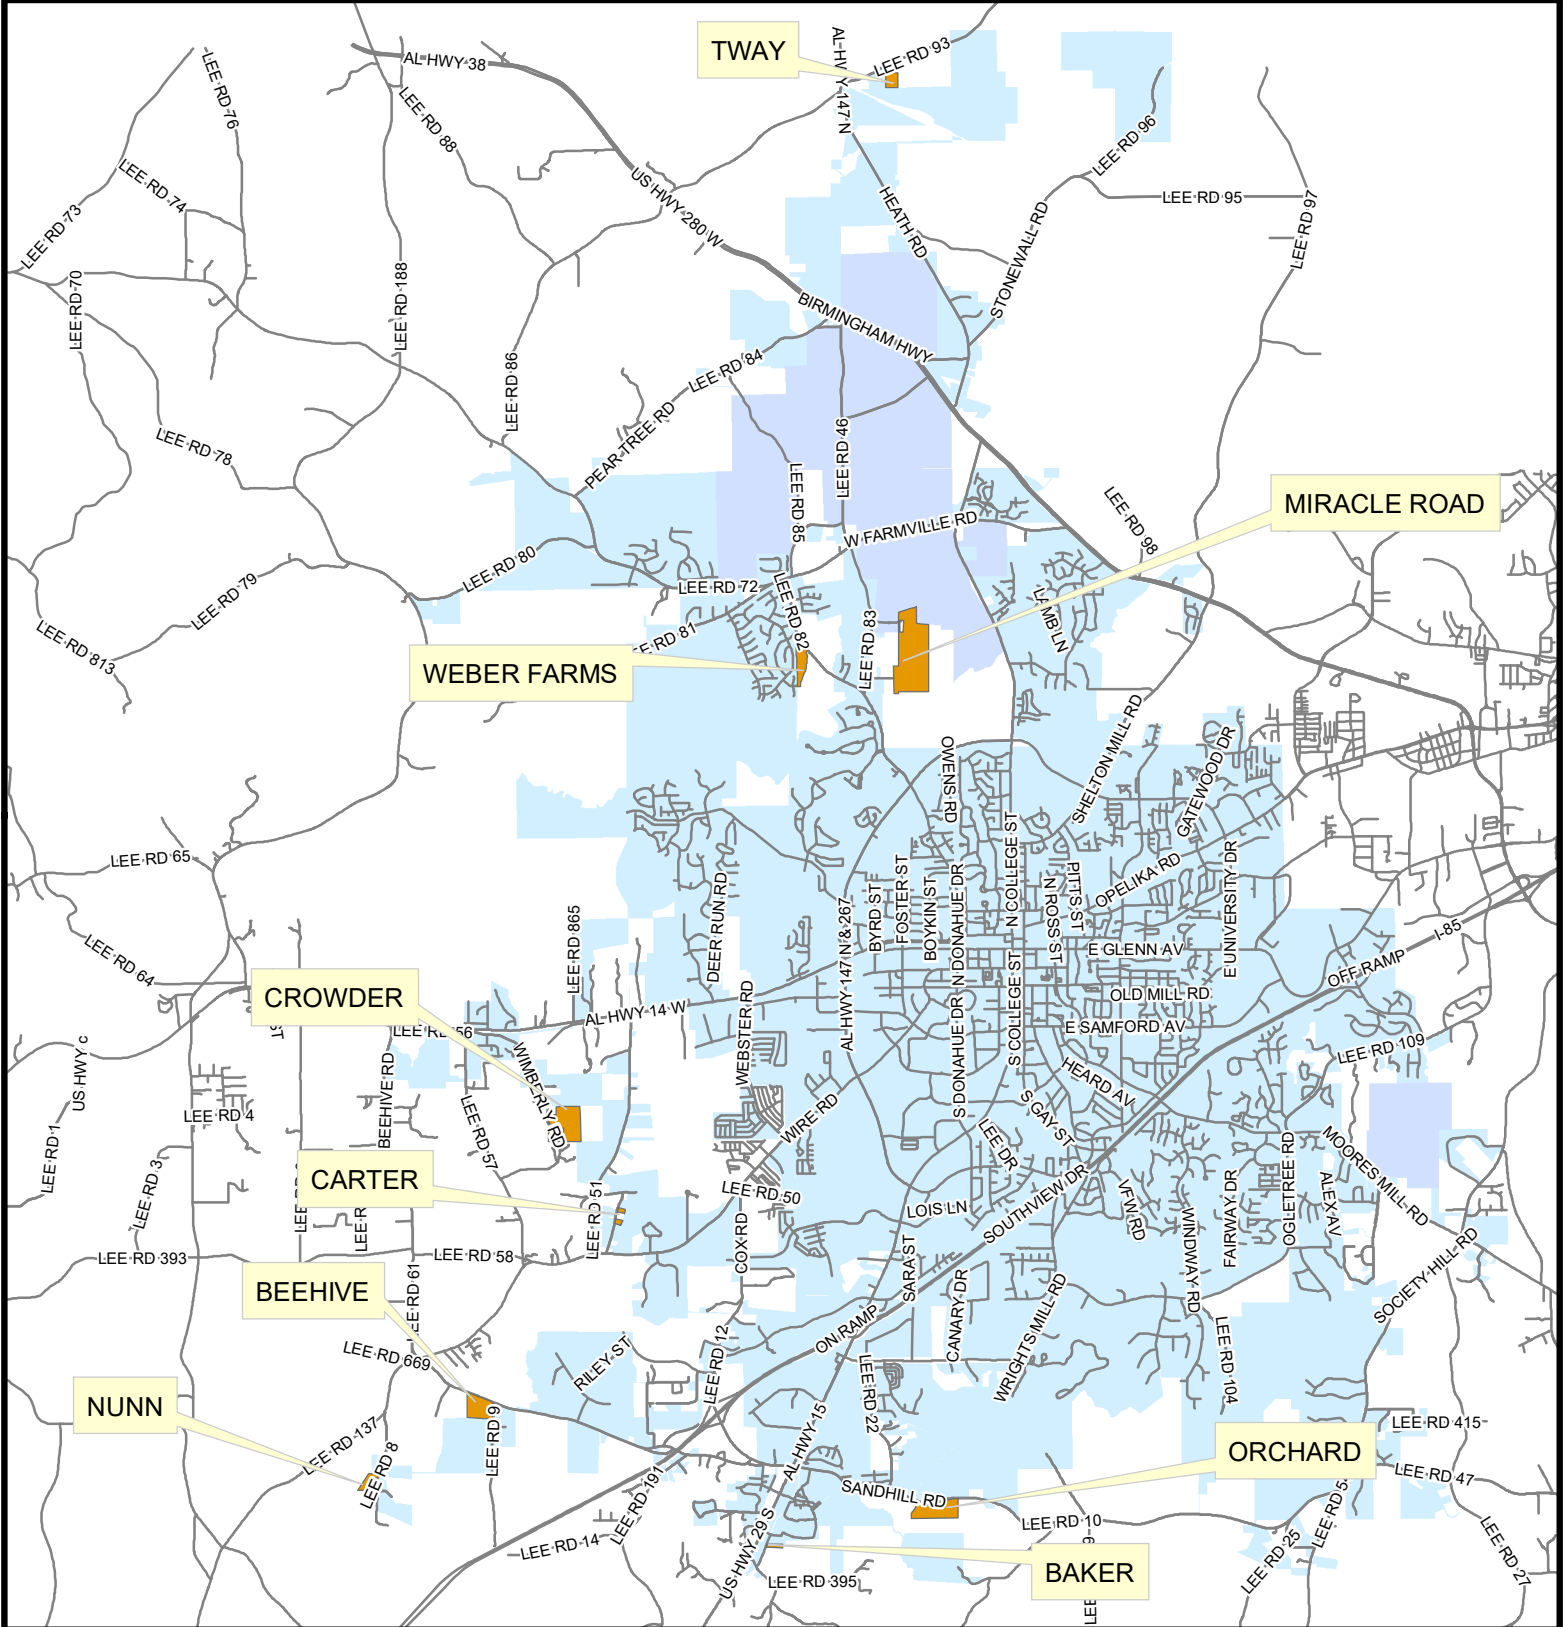 TWAY
AL HWY 38
LEE RD 93
AL HWY 147 N
LEE RD 76
LEE RD 88
LEE RD 96
LEE RD 74
US HWY 280 W
HEATH RD
LEE RD 95
LEE RD 73
STONEWALL RD
LEE RD 97
LEE RD 70
LEE RD 188
BIRMINGHAM HWY
LEE RD 86
LEE RD 84
PEAR TREE RD
LEE RD 78
LEE RD 46
LEE RD 85
MIRACLE ROAD
W FARMVILLE RD
LEE RD 98
LEE RD 80
LEE RD 72
LEE RD 79
LEE RD 82
LEE RD 83
LAMB LN
LEE RD 813
LEE RD 81
WEBER FARMS
SHELTON MILL RD
OWENS RD
GATEWOOD DR
LEE RD 65
N COLLEGE ST
FOSTER ST
BYRD ST
BOYKIN ST
N DONAHUE DR
N ROSS ST
PITTS ST
OPELIKA RD
E UNIVERSITY DR
DEER RUN RD
LEE RD 865
AL HWY 147 N & 267
E GLENN AV
I-85
OFF RAMP
LEE RD 64
CROWDER
OLD MILL RD
AL HWY 14 W
WEBSTER RD
S COLLEGE ST
S DONAHUE DR
E SAMFORD AV
LEE RD 56
ST
LEE RD 109
US HWY c
BEEHIVE RD
WIMBERLY RD
HEARD AV
LEE RD 4
LEE RD 57
WIRE RD
S GAY ST
LEE DR
LEE RD 1
LEE RD 3
MOORES MILL RD
OGLETREE RD
CARTER
ALEX AV
FAIRWAY DR
VFW RD
LEE RD 50
LOIS LN
SOUTHVIEW DR
LEE RD 51
WINDWAY RD
LEE RD 393
LEE RD 58
COX RD
SARA ST
SOCIETY HILL RD
BEEHIVE
LEE RD 61
CANARY DR
WRIGHTS MILL RD
ON RAMP
LEE RD 12
LEE RD 669
RILEY ST
LEE RD 22
LEE RD 104
NUNN
AL HWY 15
LEE RD 9
LEE RD 137
LEE RD 415
ORCHARD
LEE RD 8
LEE RD 191
SANDHILL RD
LEE RD 47
LEE RD 10
LEE RD 5
US HWY 29 S
LEE RD 14
LEE RD 25
LEE RD 27
BAKER
LEE RD 395